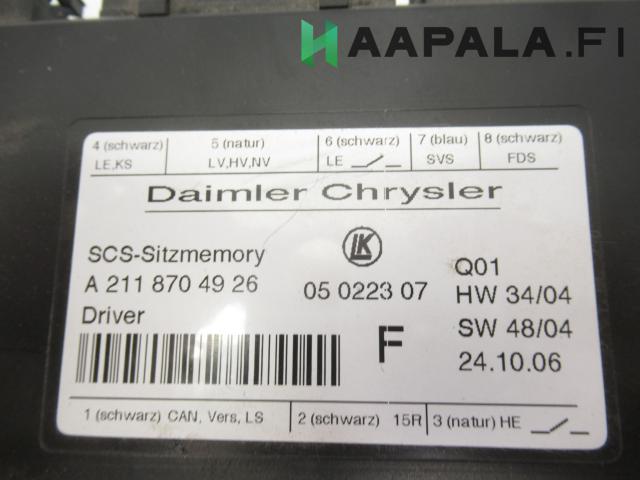 HAAPALA.FI
4 (schwarz) 5 (natur) 6 (schwarz) 7 (blau) 8 (schwarz)
LE,KS LV,HV,NV LE SVS FDS
Daimler Chrysler
SCS-Sitzmemory LK Q01
A 211 870 49 26 05 0223 07 HW 34/04
Driver F SW 48/04
24.10.06
1 (schwarz) CAN, Vers, LS 2 (schwarz) 15R 3 (natur) HE